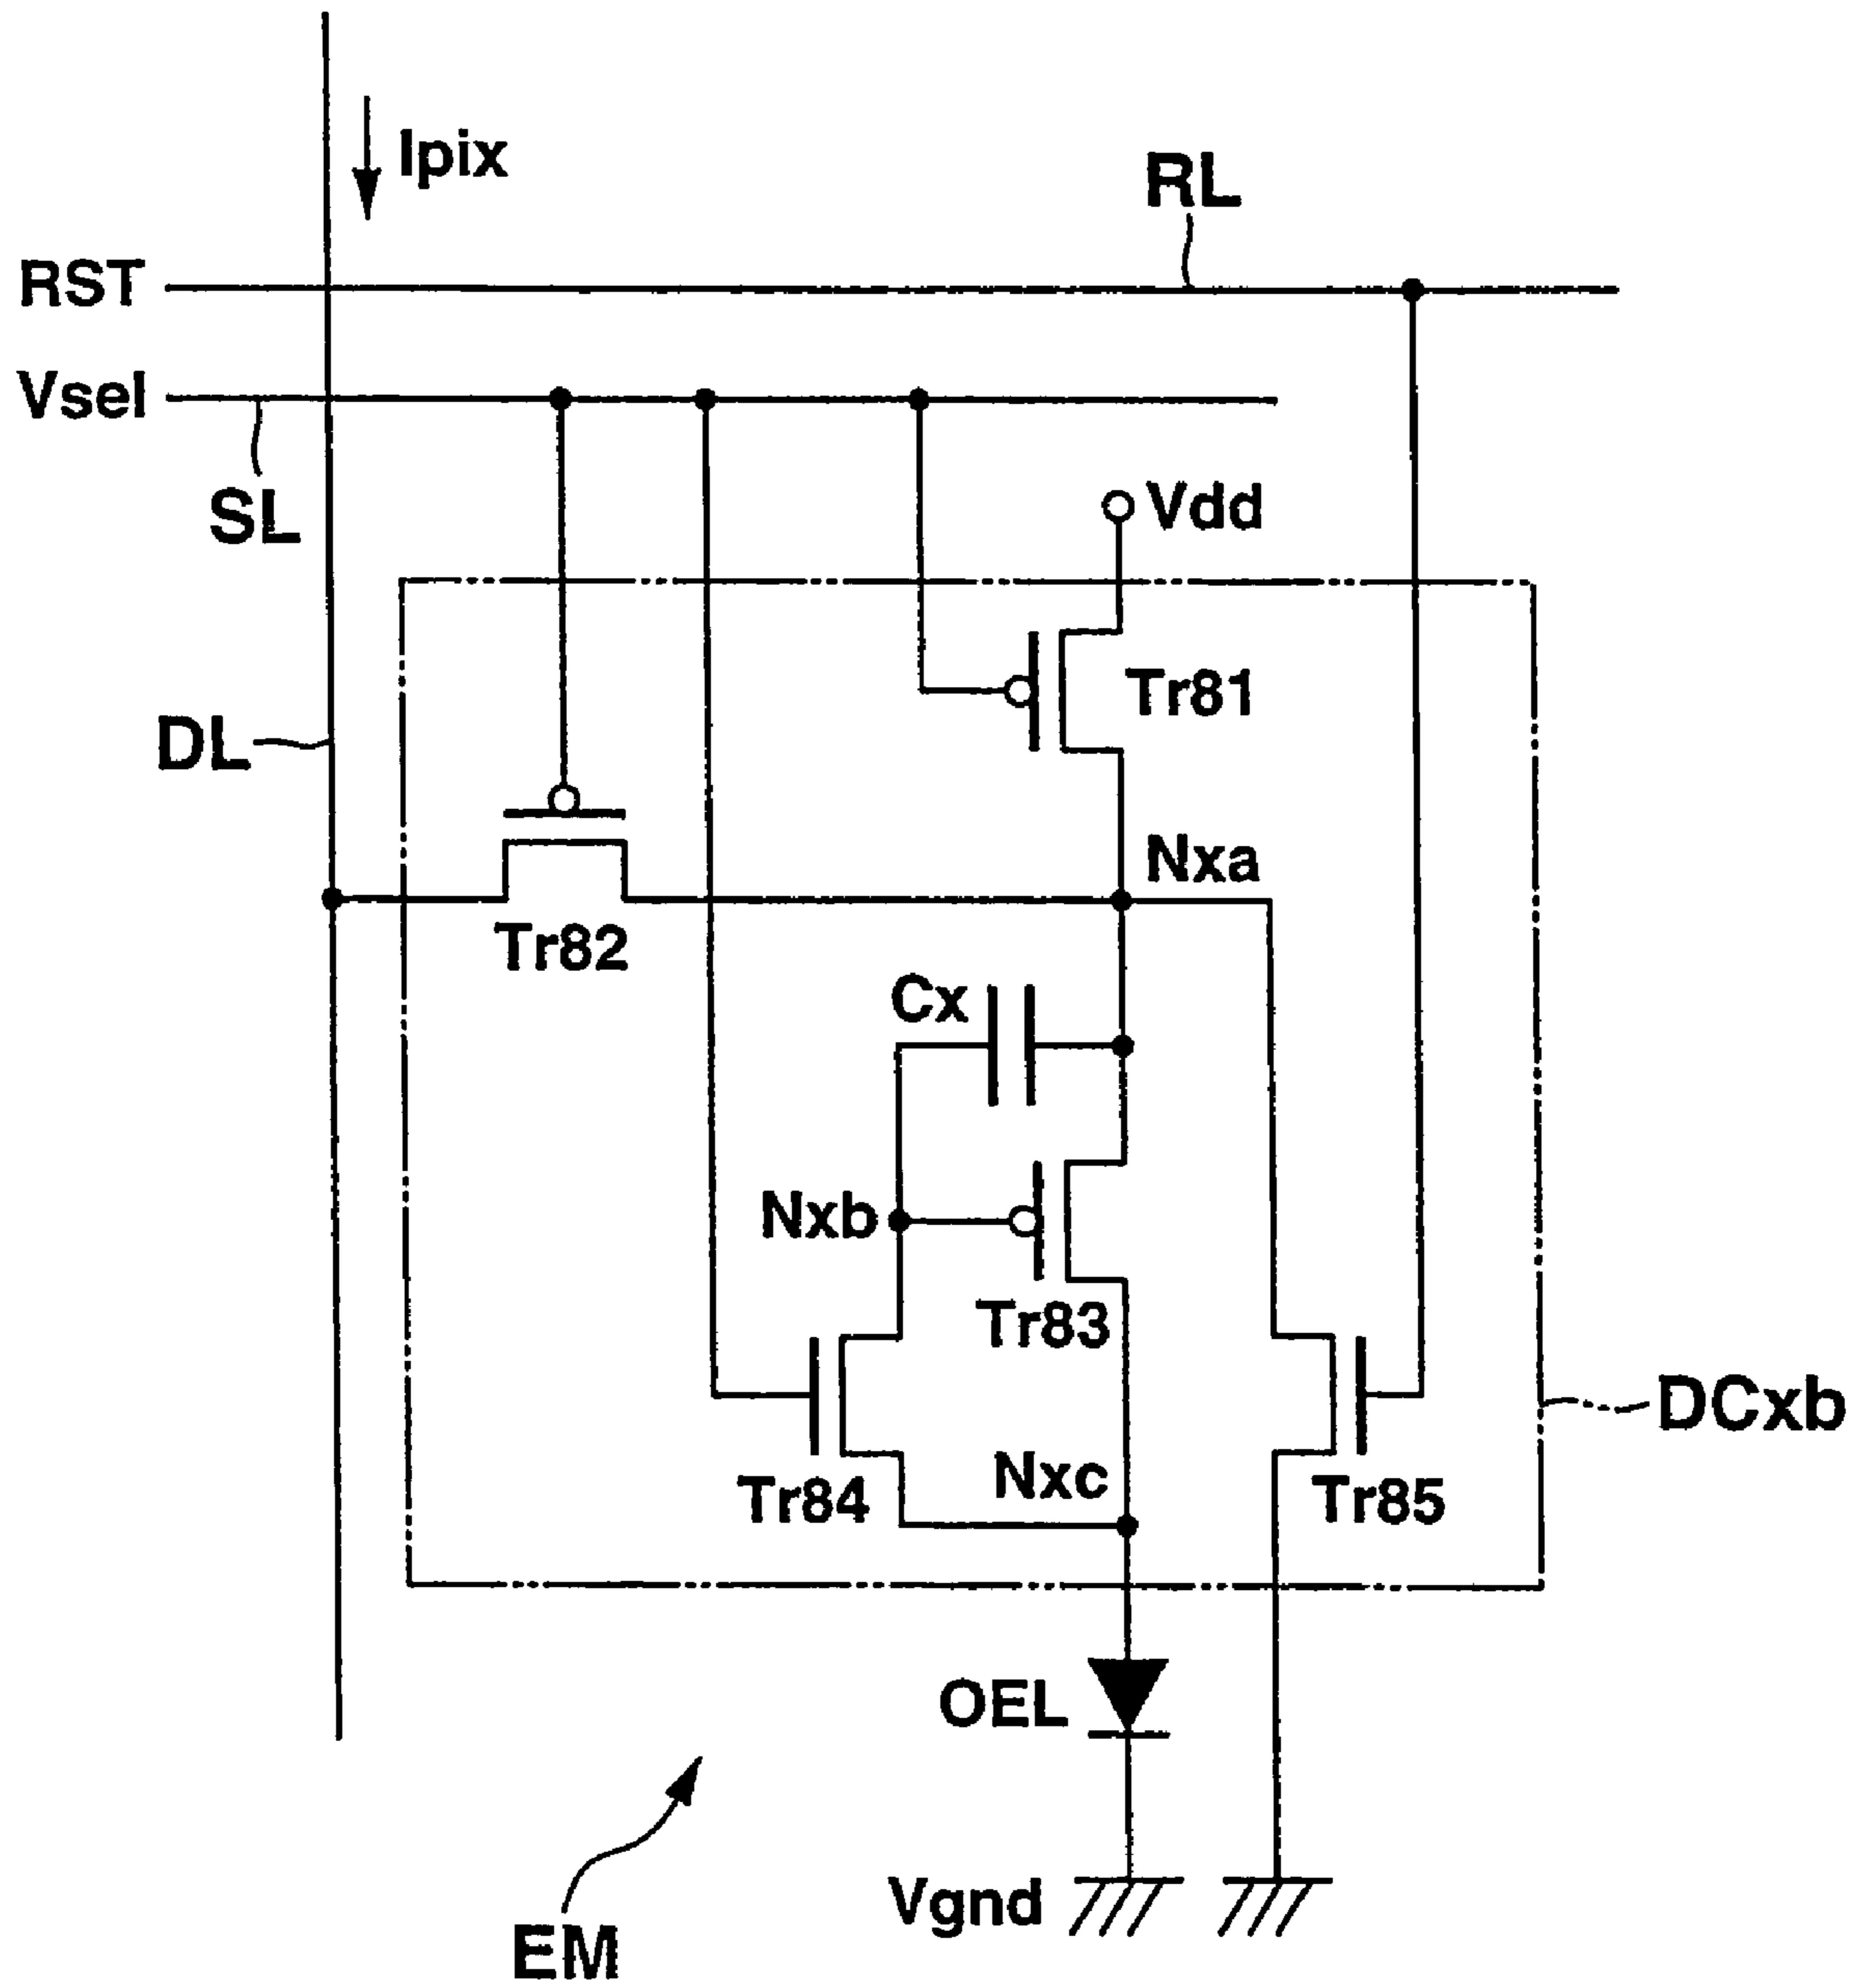 Ipix
RL
RST
Vsel
SL
Vdd
Tr81
DL
Nxa
Tr82
Cx
Nxb
Tr83
DCxb
Nxc
Tr84
Tr85
OEL
Vgnd
EM